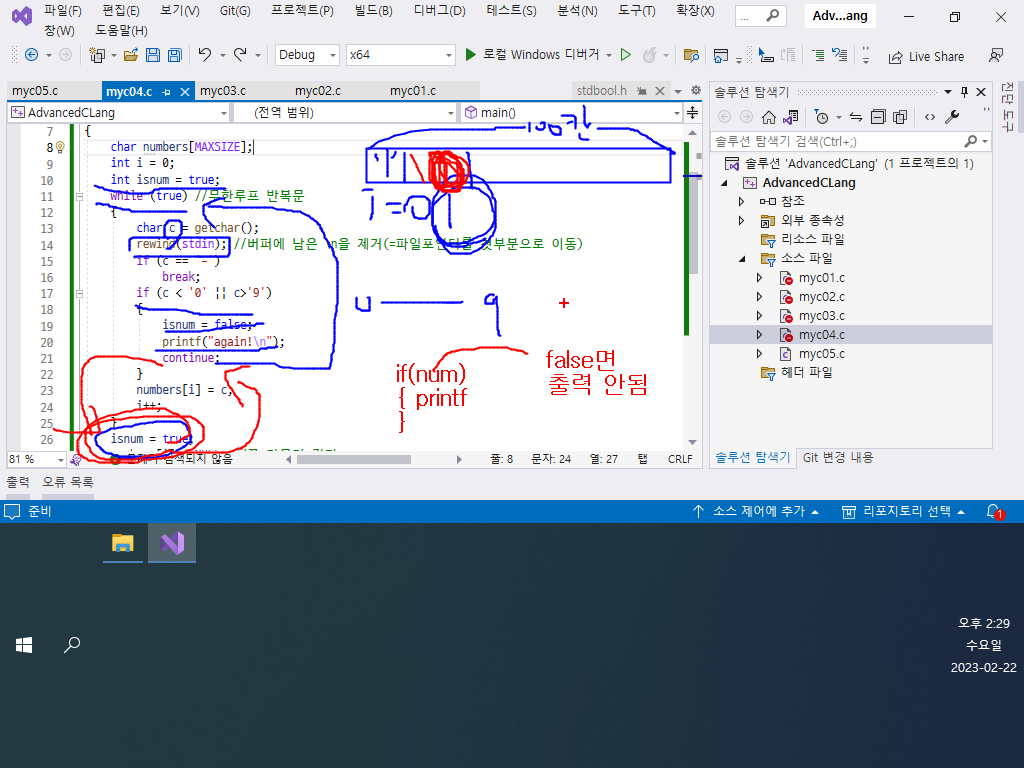 파일(F) 편집(E) 보기(V) Git(G) 프로젝트(P) 빌드(B) 디버그(D) 테스트(S) 분석(N) 도구(T) 확장(X)
창(W) 도움말(H)
... Adv...ang
Debug x64 로컬 Windows 디버거 Live Share
myc05.c myc04.c myc03.c myc02.c myc01.c stdbool.h
AdvancedCLang (전역 범위) main()
7 {
8 char numbers[MAXSIZE];
9 int i = 0;
10 int isnum = true;
11 while (true) //무한루프 반복문
12 {
13 char c = getchar();
14 rewind(stdin); //버퍼에 남은 \n을 제거(=파일포인터를 첫부분으로 이동)
15 if (c ==
16 break;
17 if (c < '0' || c>'9')
18 {
19 isnum = false;
20 printf("again!\n");
21 continue;
22 }
23 numbers[i] = c;
24 i++;
25 }
26 isnum = true;
100개
i = 0
9
if(num)
{ printf
}
false면
출력 안됨
81 % 문제가 검색되지 않음 줄: 8 문자: 24 열: 27 탭 CRLF
솔루션 탐색기
솔루션 탐색기 검색(Ctrl+;)
솔루션 'AdvancedCLang' (1 프로젝트의 1)
AdvancedCLang
참조
외부 종속성
리소스 파일
소스 파일
myc01.c
myc02.c
myc03.c
myc04.c
myc05.c
헤더 파일
솔루션 탐색기 Git 변경 내용
진단 도구
출력 오류 목록
준비 소스 제어에 추가 리포지토리 선택 1
오후 2:29
수요일
2023-02-22